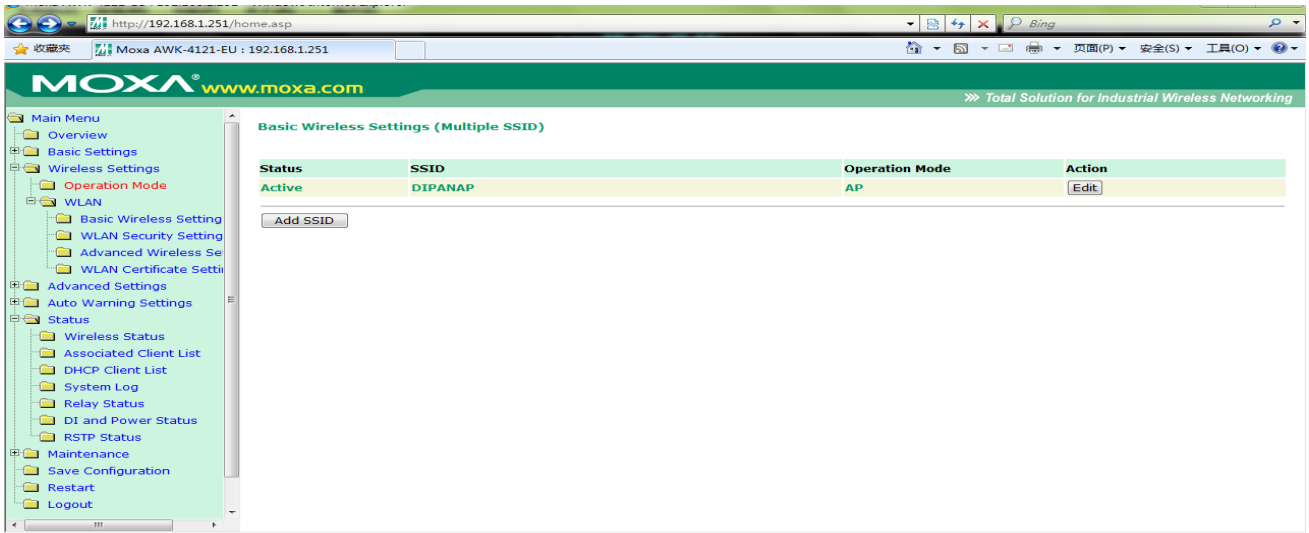 http://192.168.1.251/home.asp
Bing
收藏夹
Moxa AWK-4121-EU : 192.168.1.251
页面(P)
安全(S)
工具(O)
MOXA® www.moxa.com
Total Solution for Industrial Wireless Networking
Main Menu
Overview
Basic Settings
Wireless Settings
Operation Mode
WLAN
Basic Wireless Setting
WLAN Security Setting
Advanced Wireless Se
WLAN Certificate Setti
Advanced Settings
Auto Warning Settings
Status
Wireless Status
Associated Client List
DHCP Client List
System Log
Relay Status
DI and Power Status
RSTP Status
Maintenance
Save Configuration
Restart
Logout
Basic Wireless Settings (Multiple SSID)
Status SSID Operation Mode Action
Active DIPANAP AP Edit
Add SSID